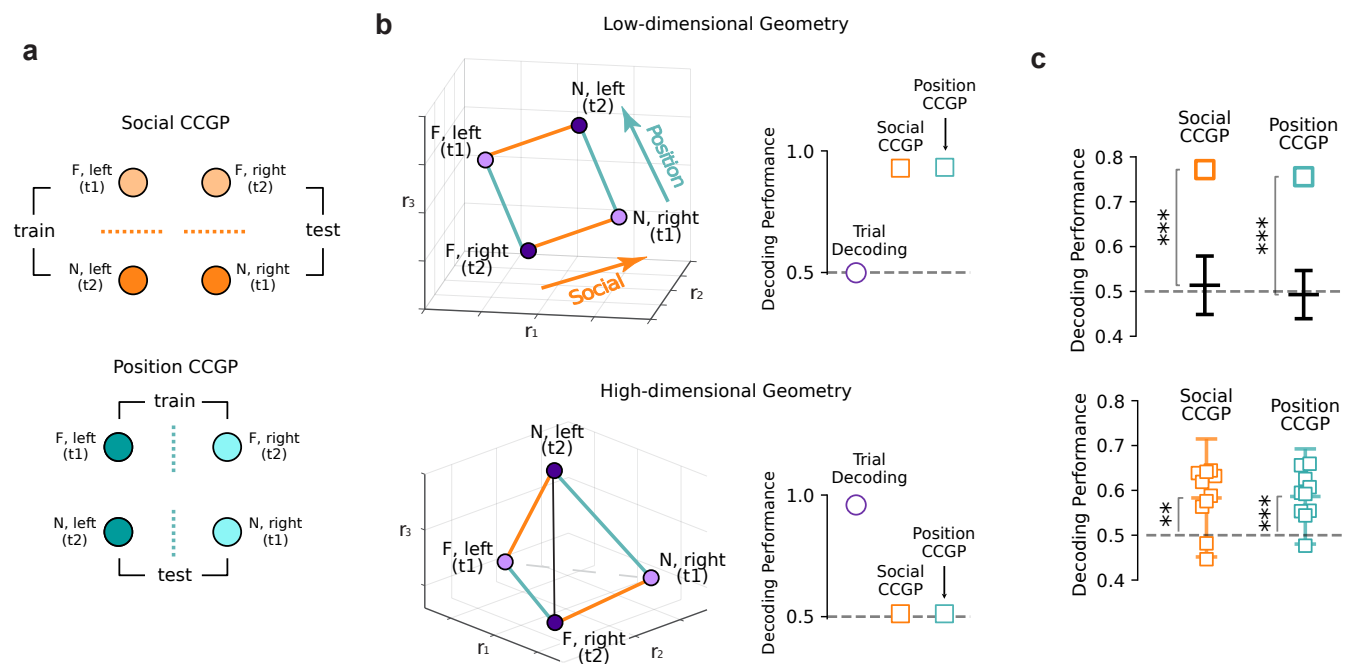 a
Social CCGP
F, left
(t1)
F, right
(t2)
train
test
N, left
(t2)
N, right
(t1)
Position CCGP
train
F, left
(t1)
F, right
(t2)
N, left
(t2)
N, right
(t1)
test
b
Low-dimensional Geometry
N, left
(t2)
F, left
(t1)
Position
r3
N, right
(t1)
F, right
(t2)
Social
r2
r1
Decoding Performance
1.0
0.5
Position
CCGP
Social
CCGP
Trial
Decoding
High-dimensional Geometry
N, left
(t2)
r3
F, left
(t1)
N, right
(t1)
F, right
(t2)
r1
r2
Decoding Performance
Trial
Decoding
1.0
0.5
Position
CCGP
Social
CCGP
c
Social
CCGP
Position
CCGP
Decoding Performance
0.8
0.7
0.6
0.5
0.4
***
***
Social
CCGP
Position
CCGP
Decoding Performance
0.8
0.7
0.6
0.5
0.4
**
***